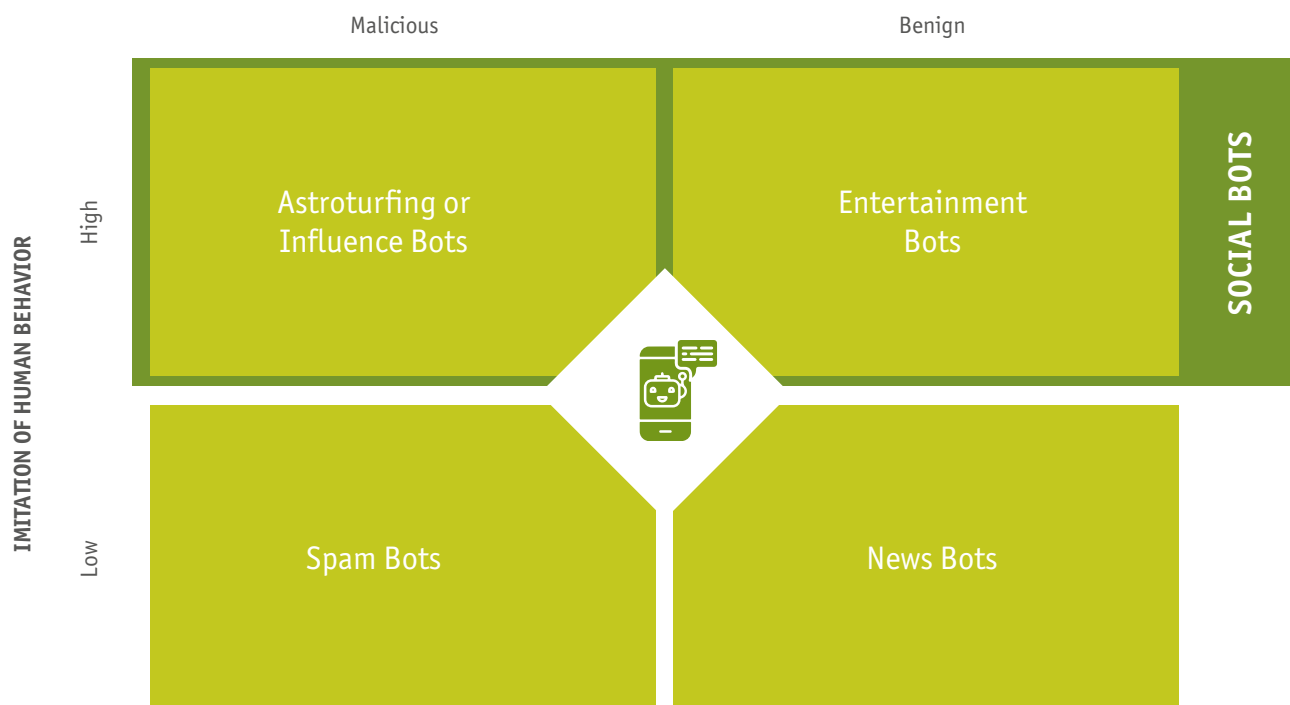 Malicious
Benign
IMITATION OF HUMAN BEHAVIOR
High
Astroturfing or
Influence Bots
Entertainment
Bots
SOCIAL BOTS
Low
Spam Bots
News Bots